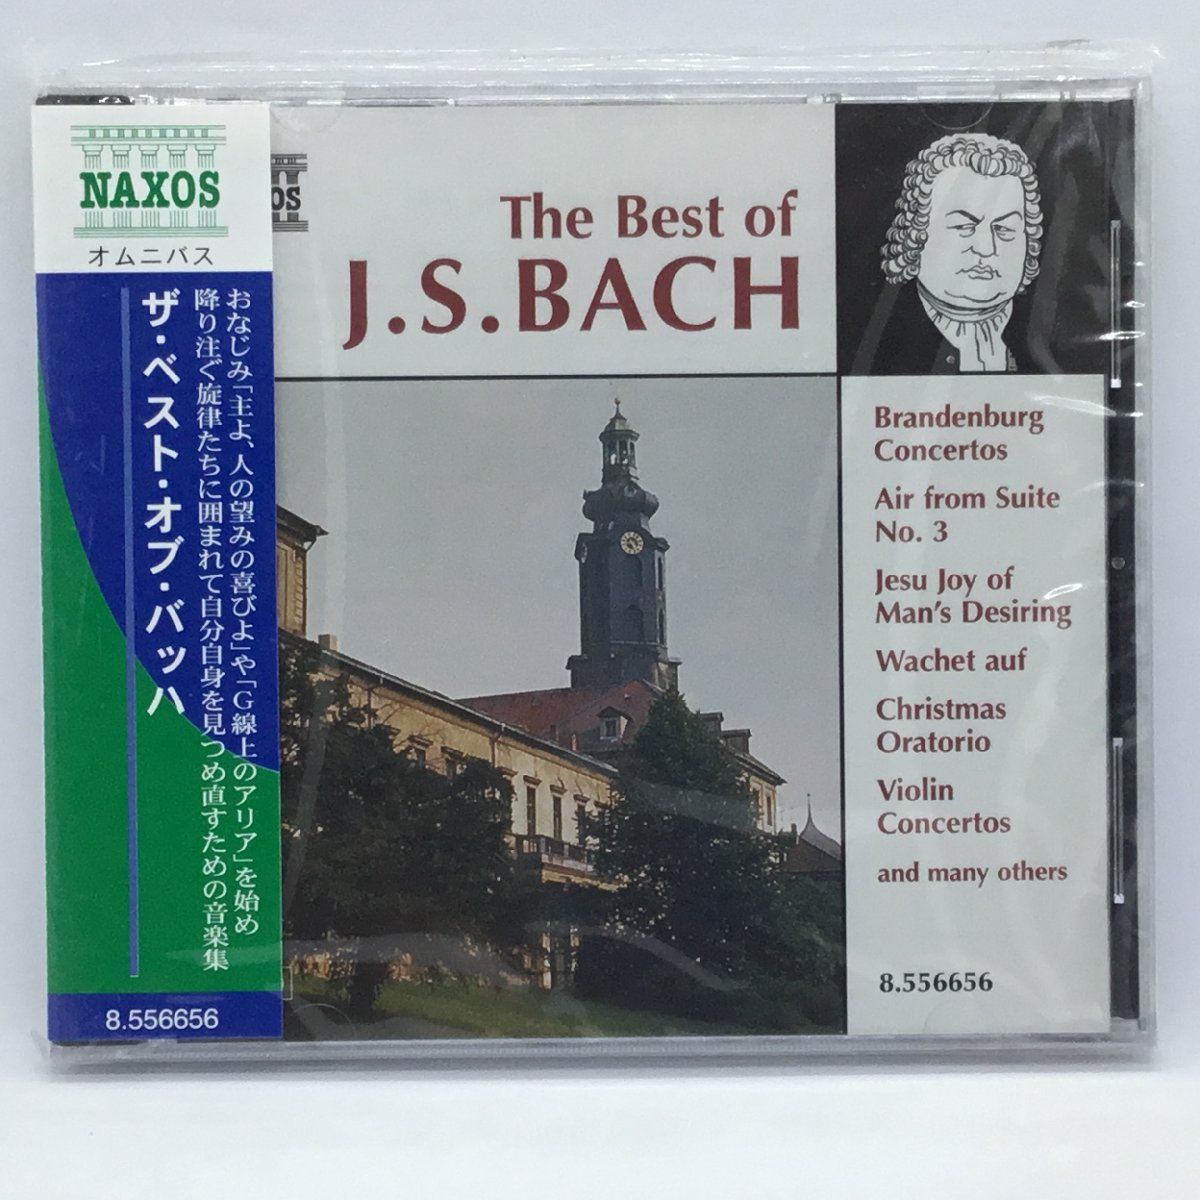 NAXOS
オムニバス
おなじみ「主よ、人の望みの喜びよ」や「G線上のアリア」を始め
降り注ぐ旋律たちに囲まれて自分自身を見つめ直すための音楽集
ザ・ベスト・オブ・バッハ
8.556656
OS
The Best of
J.S.BACH
Brandenburg
Concertos
Air from Suite
No. 3
Jesu Joy of
Man's Desiring
Wachet auf
Christmas
Oratorio
Violin
Concertos
and many others
8.556656